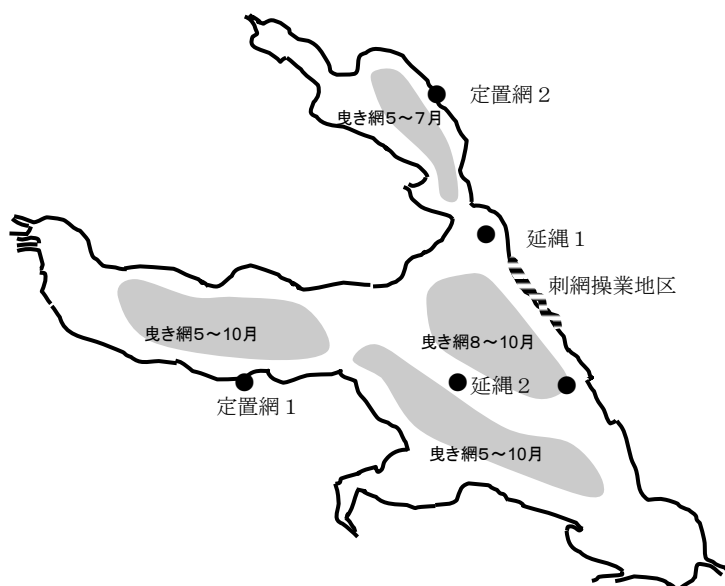 定置網２
曳き網5～7月
延縄１
刺網操業地区
曳き網5～10月
曳き網8～10月
延縄２
定置網１
曳き網5～10月